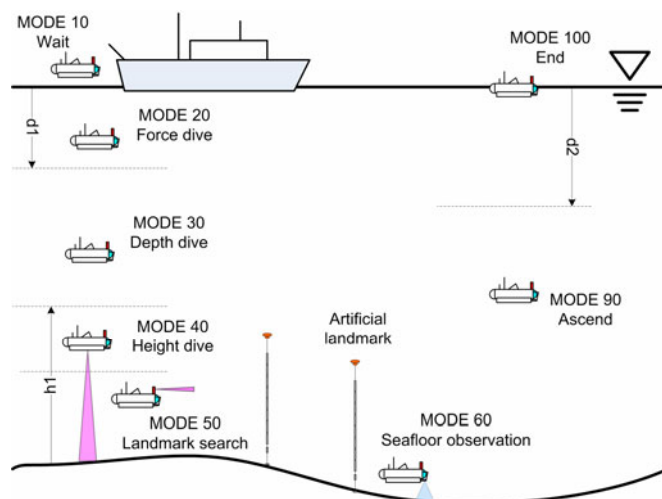 MODE 10
Wait
MODE 100
End
d1
MODE 20
Force dive
d2
MODE 30
Depth dive
MODE 90
Ascend
MODE 40
Height dive
Artificial
landmark
h1
MODE 50
Landmark search
MODE 60
Seafloor observation